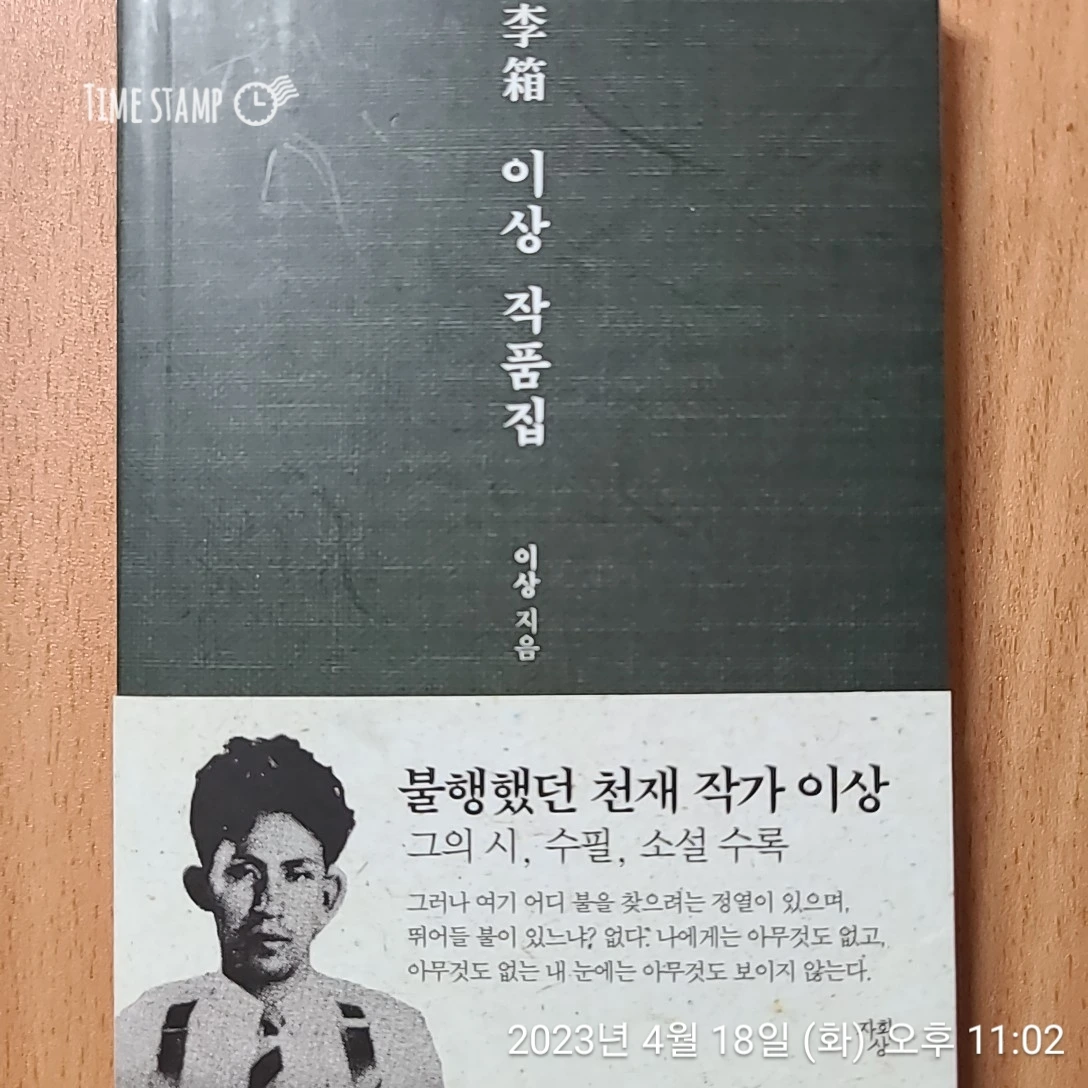 TIME STAMP
李箱 이상 작품집
이상 지음
불행했던 천재 작가 이상
그의 시, 수필, 소설 수록
그러나 여기 어디 불을 찾으려는 정열이 있으며,
뛰어들 불이 있느냐? 없다. 나에게는 아무것도 없고,
아무것도 없는 내 눈에는 아무것도 보이지 않는다.
자화상
2023년 4월 18일 (화) 오후 11:02